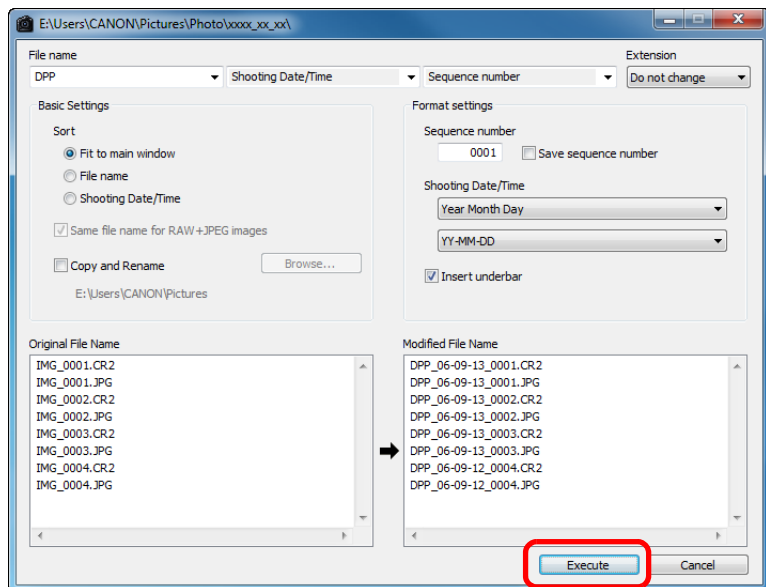 E:\Users\CANON\Pictures\Photo\xxxx_xx_xx\
File name
Extension
DPP
Shooting Date/Time
Sequence number
Do not change
Basic Settings
Sort
Fit to main window
File name
Shooting Date/Time
Same file name for RAW+JPEG images
Copy and Rename
Browse...
E:\Users\CANON\Pictures
Format settings
Sequence number
0001
Save sequence number
Shooting Date/Time
Year Month Day
YY-MM-DD
Insert underbar
Original File Name
IMG_0001.CR2
IMG_0001.JPG
IMG_0002.CR2
IMG_0002.JPG
IMG_0003.CR2
IMG_0003.JPG
IMG_0004.CR2
IMG_0004.JPG
Modified File Name
DPP_06-09-13_0001.CR2
DPP_06-09-13_0001.JPG
DPP_06-09-13_0002.CR2
DPP_06-09-13_0002.JPG
DPP_06-09-13_0003.CR2
DPP_06-09-13_0003.JPG
DPP_06-09-12_0004.CR2
DPP_06-09-12_0004.JPG
Execute
Cancel